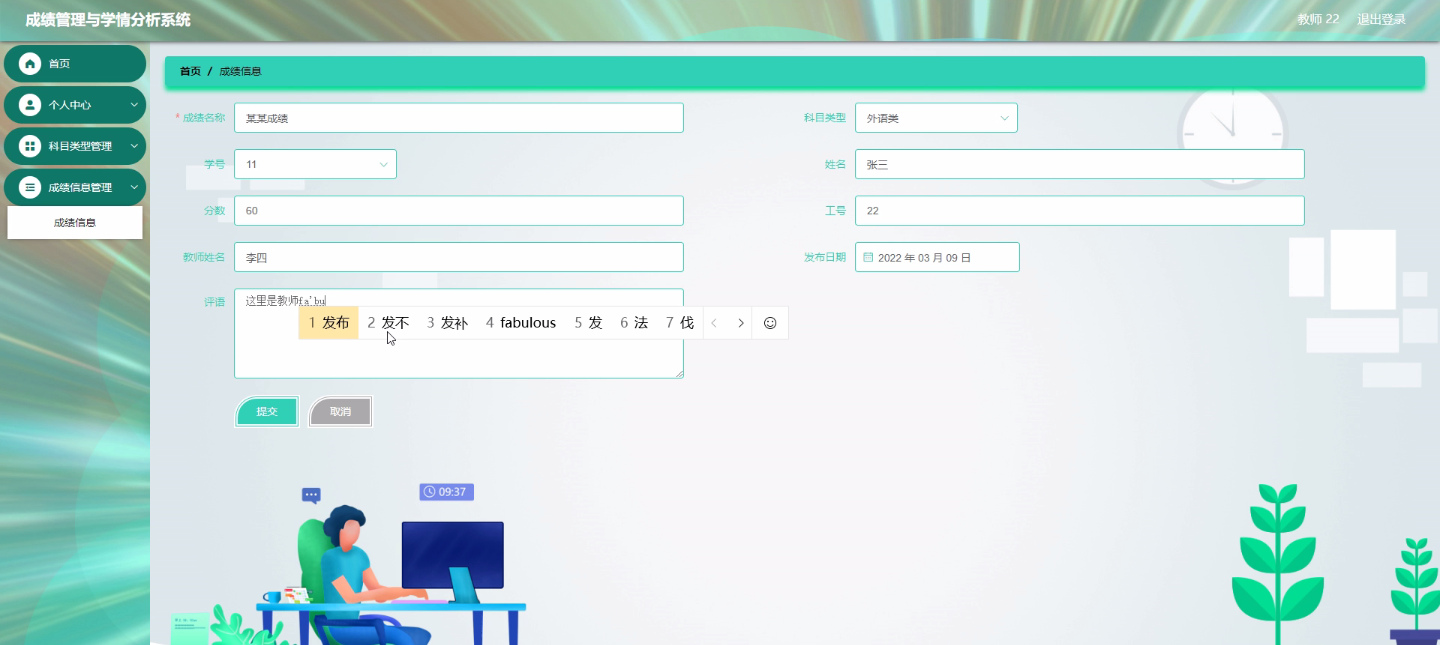 成绩管理与学情分析系统
教师 22 退出登录
首页
个人中心
科目类型管理
成绩信息管理
成绩信息
首页 / 成绩信息
* 成绩名称 某某成绩 科目类型 外语类
学号 11 姓名 张三
分数 60 工号 22
教师姓名 李四 发布日期 2022 年 03 月 09 日
评语 这里是教师fa'bu
1 发布 2 发不 3 发补 4 fabulous 5 发 6 法 7 伐
提交 取消
09:37